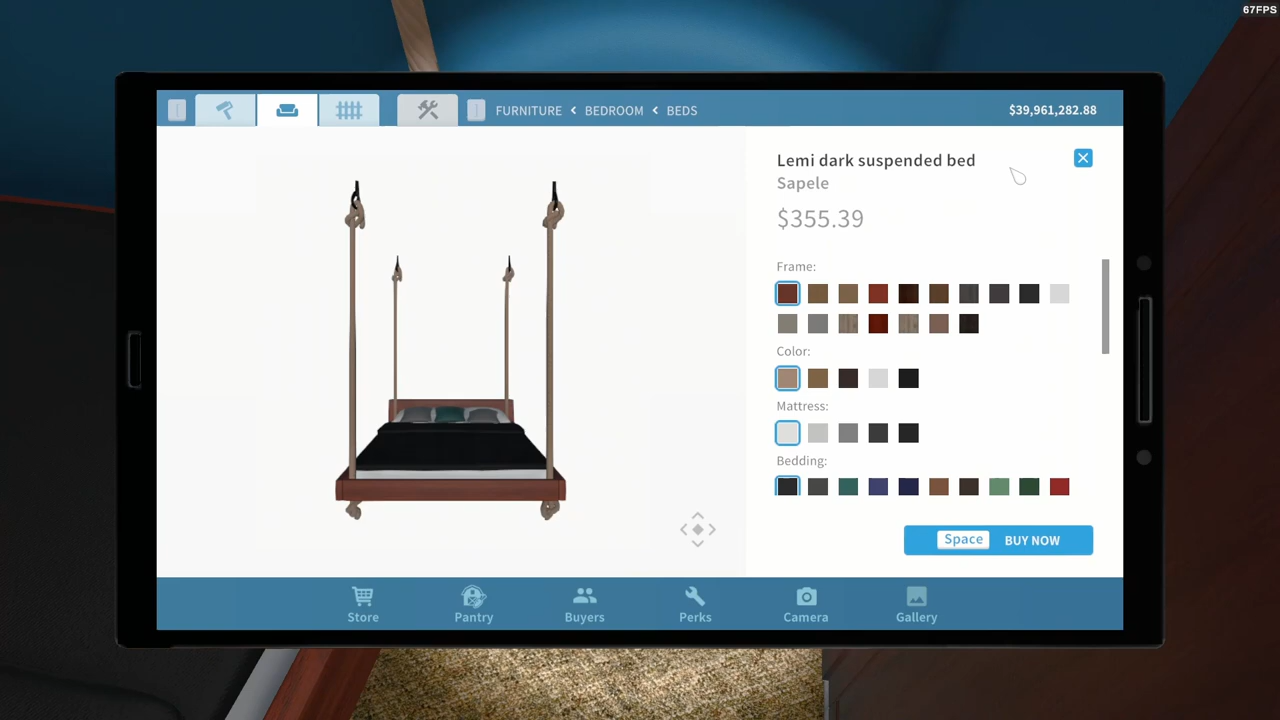 67FPS
FURNITURE < BEDROOM < BEDS
$39,961,282.88
Lemi dark suspended bed
Sapele
$355.39
Frame:
Color:
Mattress:
Bedding:
Space BUY NOW
Store Pantry Buyers Perks Camera Gallery